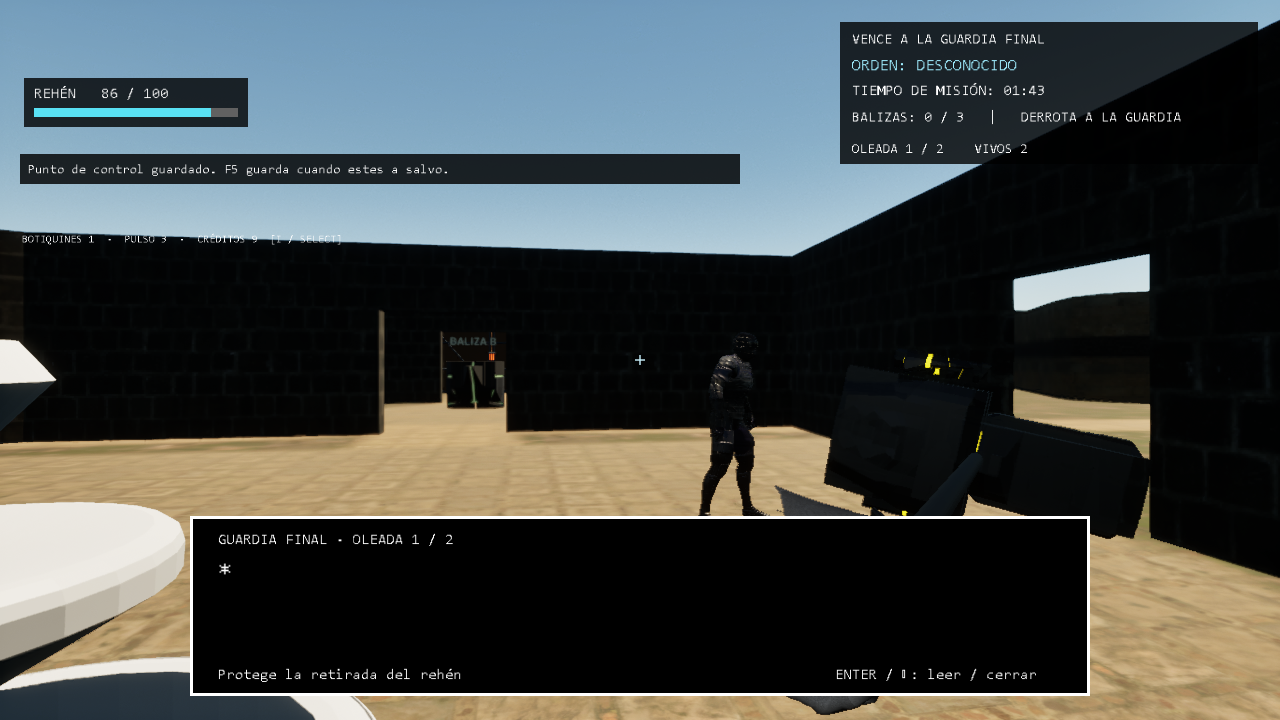 VENCE A LA GUARDIA FINAL
ORDEN: DESCONOCIDO
TIEMPO DE MISIÓN: 01:43
BALIZAS: 0 / 3 | DERROTA A LA GUARDIA
OLEADA 1 / 2 VIVOS 2
REHÉN 86 / 100
Punto de control guardado. F5 guarda cuando estes a salvo.
BOTIQUINES 1 · PULSO 3 · CRÉDITOS 9 [I / SELECT]
BALIZA B
GUARDIA FINAL · OLEADA 1 / 2
*
Protege la retirada del rehén
ENTER / : leer / cerrar